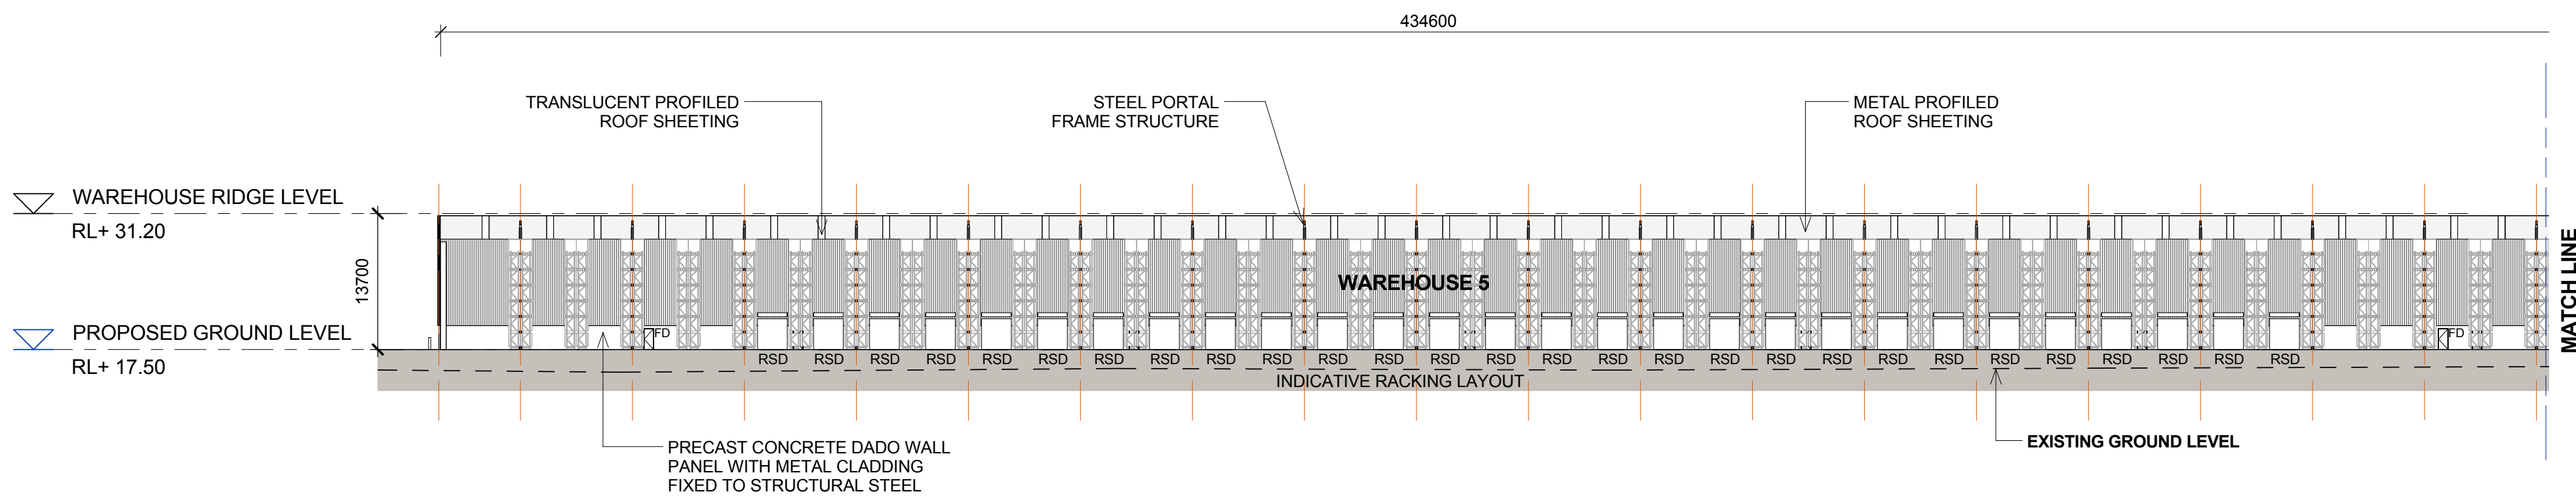 434600
TRANSLUCENT PROFILED
ROOF SHEETING
STEEL PORTAL
FRAME STRUCTURE
METAL PROFILED
ROOF SHEETING
WAREHOUSE RIDGE LEVEL
RL+ 31.20
13700
WAREHOUSE 5
MATCH LINE
PROPOSED GROUND LEVEL
RL+ 17.50
FD
FD
RSD RSD RSD RSD RSD RSD RSD RSD RSD RSD RSD RSD RSD RSD RSD RSD RSD RSD RSD RSD RSD RSD RSD RSD RSD RSD RSD RSD
INDICATIVE RACKING LAYOUT
PRECAST CONCRETE DADO WALL
PANEL WITH METAL CLADDING
FIXED TO STRUCTURAL STEEL
EXISTING GROUND LEVEL